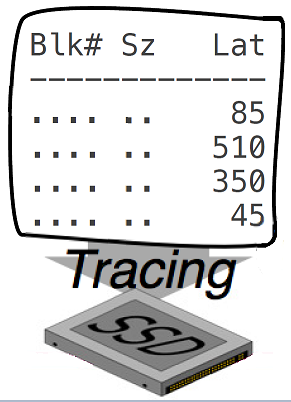 Blk# Sz Lat
--------------
.... .. 85
.... .. 510
.... .. 350
.... .. 45
Tracing
SSD